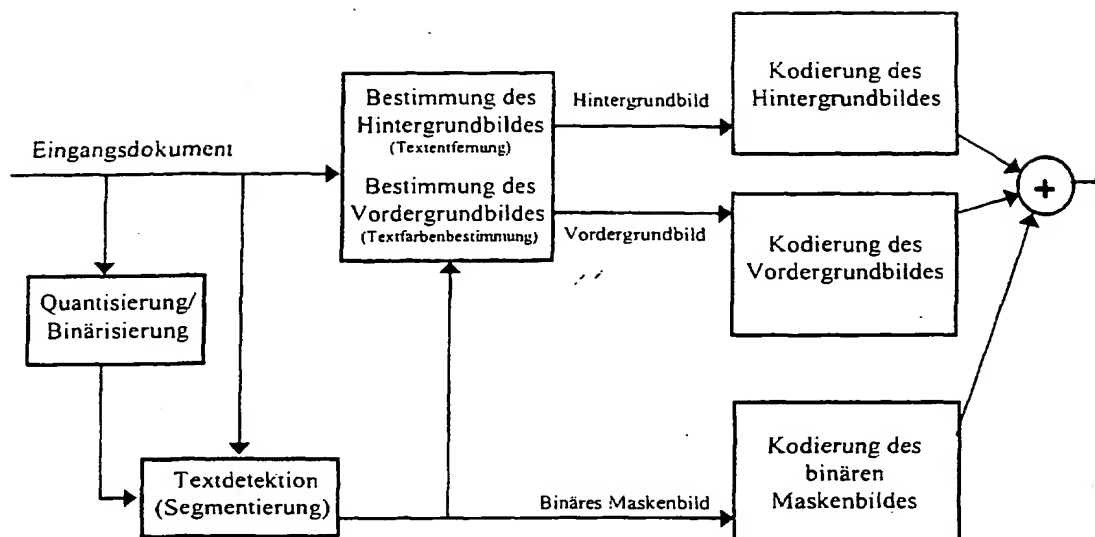 Eingangsdokument
Quantisierung/
Binärisierung
Textdetektion
(Segmentierung)
Bestimmung des
Hintergrundbildes
(Textentfernung)
Bestimmung des
Vordergrundbildes
(Textfarbenbestimmung)
Hintergrundbild
Vordergrundbild
Binäres Maskenbild
Kodierung des
Hintergrundbildes
Kodierung des
Vordergrundbildes
Kodierung des
binären
Maskenbildes
+